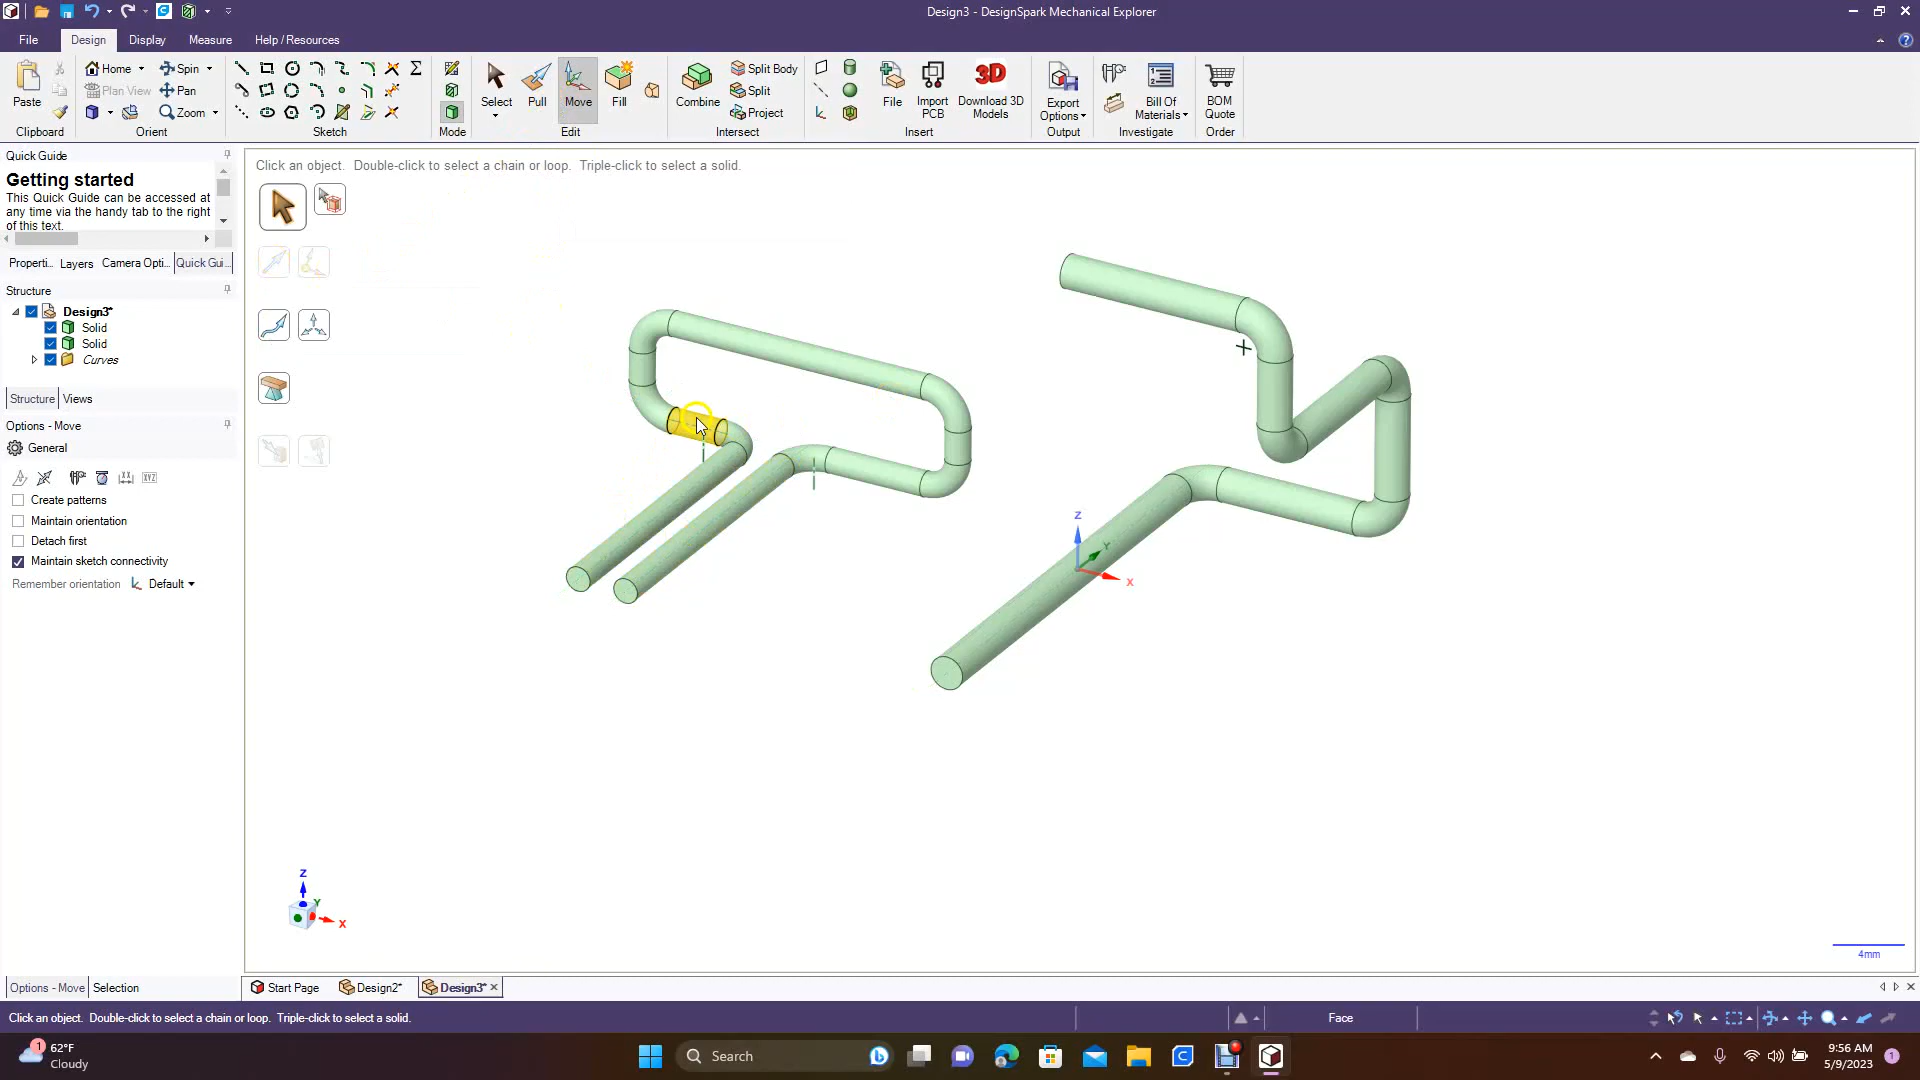 Design3 - DesignSpark Mechanical Explorer
File Design Display Measure Help / Resources
Paste
Clipboard
Home Spin
Plan View Pan
Zoom
Orient
Sketch
Mode
Select Pull Move Fill
Edit
Combine
Split Body
Split
Project
Intersect
File
Import PCB
Download 3D Models
3D
Insert
Export Options
Output
Bill Of Materials
Investigate
BOM Quote
Order
Quick Guide
Getting started
This Quick Guide can be accessed at
any time via the handy tab to the right
of this text.
Properti... Layers Camera Opti... Quick Gui...
Structure
Design3*
Solid
Solid
Curves
Structure Views
Options - Move
General
XYZ
Create patterns
Maintain orientation
Detach first
Maintain sketch connectivity
Remember orientation Default
Click an object. Double-click to select a chain or loop. Triple-click to select a solid.
Z
Y
X
Z
Y
X
4mm
Options - Move Selection
Start Page Design2* Design3*
Click an object. Double-click to select a chain or loop. Triple-click to select a solid.
Face
1
62°F
Cloudy
Search
9:56 AM
5/9/2023
1